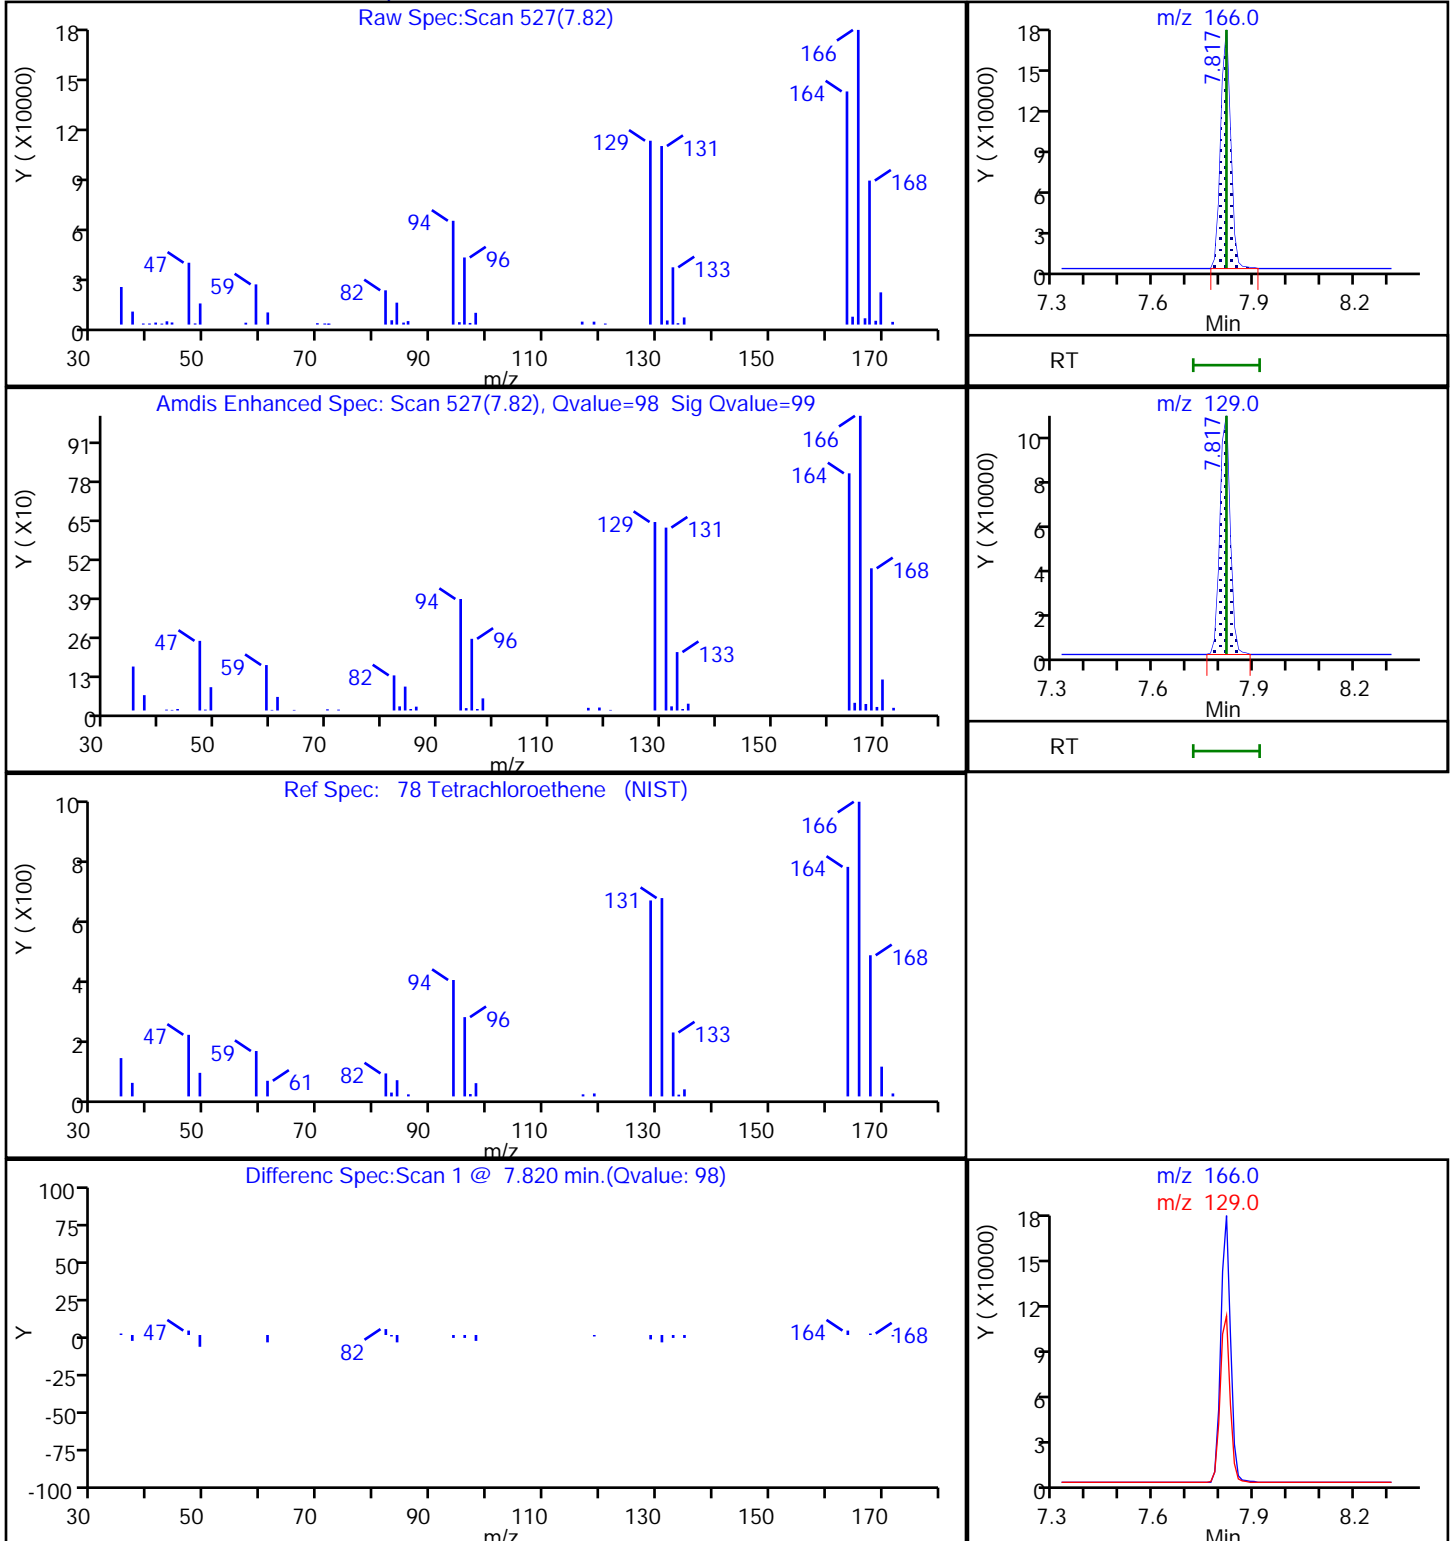 Raw Spec:Scan 527(7.82)
Y ( X10000)
18
15
12
9
6
3
0
47
59
82
94
96
129
131
133
164
166
168
30 50 70 90 110 130 150 170
m/z
m/z 166.0
Y ( X10000)
18
15
12
9
6
3
0
7.817
7.3 7.6 7.9 8.2
Min
RT
Amdis Enhanced Spec: Scan 527(7.82), Qvalue=98 Sig Qvalue=99
Y ( X10)
91
78
65
52
39
26
13
0
47
59
82
94
96
129
131
133
164
166
168
30 50 70 90 110 130 150 170
m/z
m/z 129.0
Y ( X10000)
10
8
6
4
2
0
7.817
7.3 7.6 7.9 8.2
Min
RT
Ref Spec: 78 Tetrachloroethene (NIST)
Y ( X100)
10
8
6
4
2
0
47
59
61
82
94
96
131
133
164
166
168
30 50 70 90 110 130 150 170
m/z
Differenc Spec:Scan 1 @ 7.820 min.(Qvalue: 98)
Y
100
75
50
25
0
-25
-50
-75
-100
47
82
164
168
30 50 70 90 110 130 150 170
m/z
m/z 166.0
m/z 129.0
Y ( X10000)
18
15
12
9
6
3
0
7.3 7.6 7.9 8.2
Min